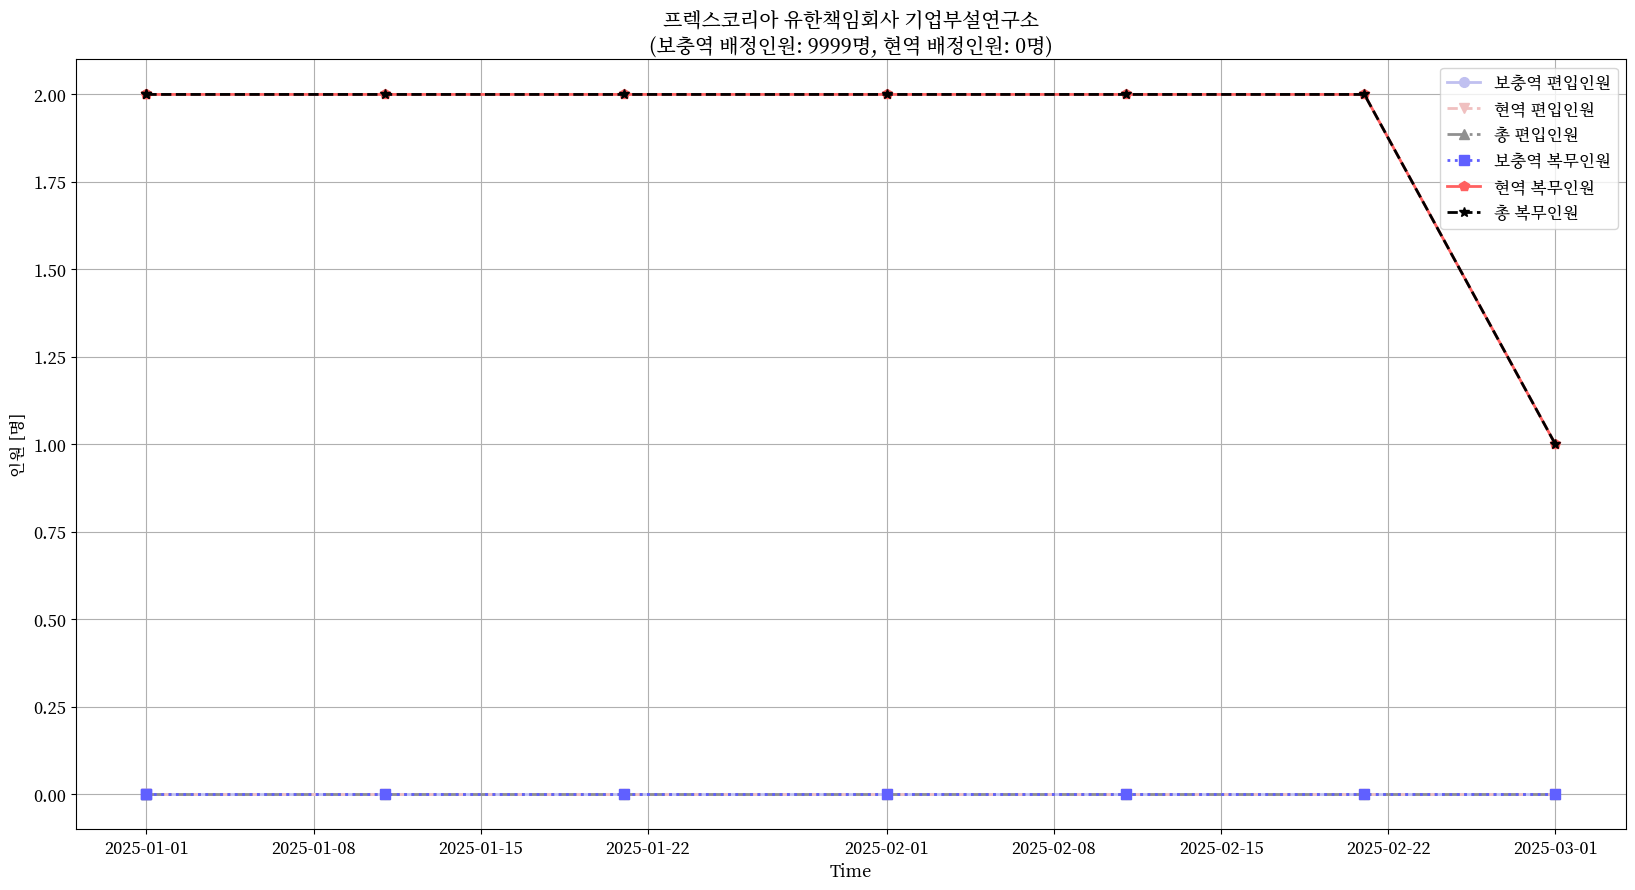 프렉스코리아 유한책임회사 기업부설연구소
(보충역 배정인원: 9999명, 현역 배정인원: 0명)
보충역 편입인원
현역 편입인원
총 편입인원
보충역 복무인원
현역 복무인원
총 복무인원
2.00
1.75
1.50
1.25
1.00
0.75
0.50
0.25
0.00
인원 [명]
2025-01-01 2025-01-08 2025-01-15 2025-01-22 2025-02-01 2025-02-08 2025-02-15 2025-02-22 2025-03-01
Time